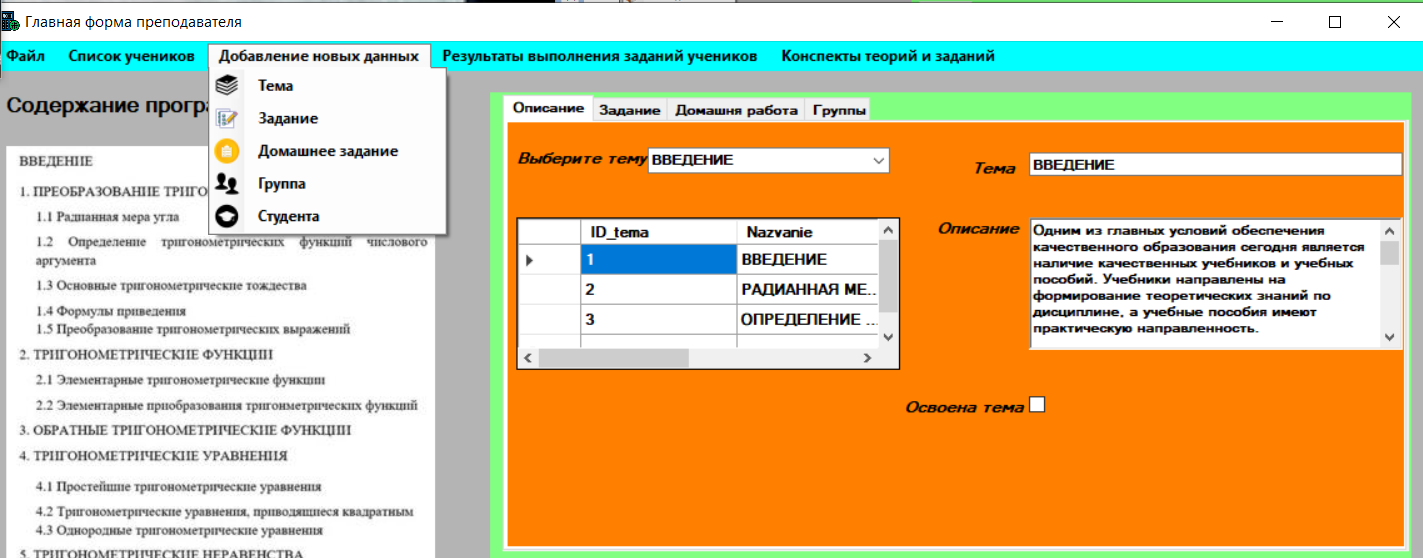 Главная форма преподавателя
Файл Список учеников Добавление новых данных Результаты выполнения заданий учеников Конспекты теорий и заданий
Тема
Задание
Домашнее задание
Группа
Студента
Содержание
ВВЕДЕНИЕ
1. ПРЕОБРАЗОВАНИЕ
1.1 Радианная мера угла
1.2 Определение тригонометрических функций числового
аргумента
1.3 Основные тригонометрические тождества
1.4 Формулы приведения
1.5 Преобразование тригонометрических выражений
2. ТРИГОНОМЕТРИЧЕСКИЕ ФУНКЦИИ
2.1 Элементарные тригонометрические функции
2.2 Элементарные приобразования тригонметрических функций
3. ОБРАТНЫЕ ТРИГОНОМЕТРИЧЕСКИЕ ФУНКЦИИ
4. ТРИГОНОМЕТРИЧЕСКИЕ УРАВНЕНИЯ
4.1 Простейшие тригонометрические уравнения
4.2 Тригонометрические уравнения, приводящиеся квадратным
4.3 Однородные тригонометрические уравнения
5. ТРИГОНОМЕТРИЧЕСКИЕ НЕРАВЕНСТВА
Описание Задание Домашня работа Группы
Выберите тему ВВЕДЕНИЕ
ID_tema Nazvanie
1 ВВЕДЕНИЕ
2 РАДИАННАЯ МЕ...
3 ОПРЕДЕЛЕНИЕ ...
Тема ВВЕДЕНИЕ
Описание
Одним из главных условий обеспечения
качественного образования сегодня является
наличие качественных учебников и учебных
пособий. Учебники направлены на
формирование теоретических знаний по
дисциплине, а учебные пособия имеют
практическую направленность.
Освоена тема